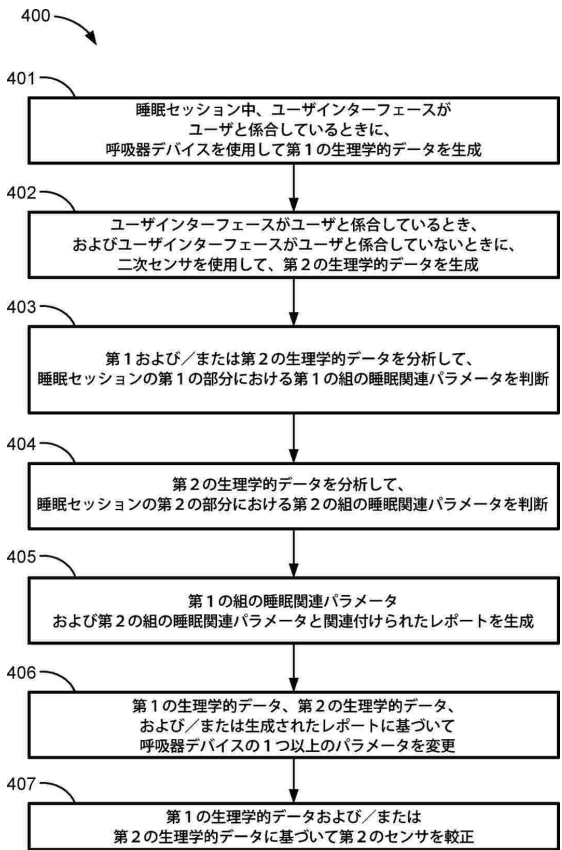 400
401
睡眠セッション中、ユーザインターフェースが
ユーザと係合しているときに、
呼吸器デバイスを使用して第1の生理学的データを生成
402
ユーザインターフェースがユーザと係合しているとき、
およびユーザインターフェースがユーザと係合していないときに、
二次センサを使用して、第2の生理学的データを生成
403
第1および／または第2の生理学的データを分析して、
睡眠セッションの第1の部分における第1の組の睡眠関連パラメータを判断
404
第2の生理学的データを分析して、
睡眠セッションの第2の部分における第2の組の睡眠関連パラメータを判断
405
第1の組の睡眠関連パラメータ
および第2の組の睡眠関連パラメータと関連付けられたレポートを生成
406
第1の生理学的データ、第2の生理学的データ、
および／または生成されたレポートに基づいて
呼吸器デバイスの1つ以上のパラメータを変更
407
第1の生理学的データおよび／または
第2の生理学的データに基づいて第2のセンサを較正